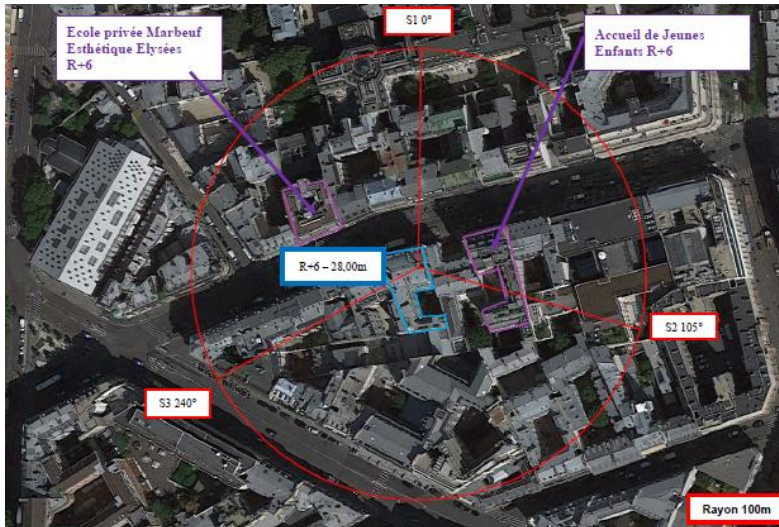 S1 0°
Ecole privée Marbeuf
Esthétique Elysées
R+6
Accueil de Jeunes
Enfants R+6
R+6 – 28,00m
S2 105°
S3 240°
Rayon 100m